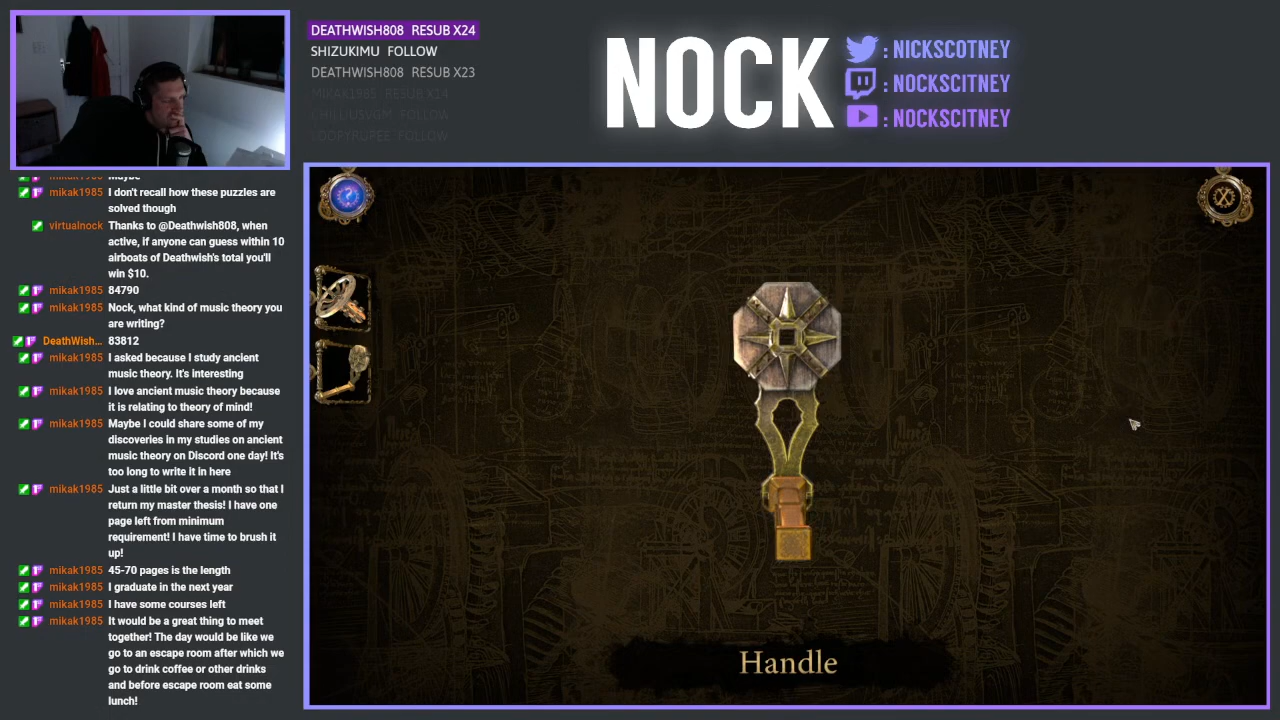 DEATHWISH808 RESUB X24
SHIZUKIMU FOLLOW
DEATHWISH808 RESUB X23
MIKAK1985 RESUB X14
CHILLIUSVGM FOLLOW
LOOPYRUPEE FOLLOW
NOCK
: NICKSCOTNEY
: NOCKSCITNEY
: NOCKSCITNEY
mikak1985 Maybe
mikak1985 I don't recall how these puzzles are
solved though
virtualnock Thanks to @Deathwish808, when
active, if anyone can guess within 10
airboats of Deathwish's total you'll
win $10.
mikak1985 84790
mikak1985 Nock, what kind of music theory you
are writing?
DeathWish... 83812
mikak1985 I asked because I study ancient
music theory. It's interesting
mikak1985 I love ancient music theory because
it is relating to theory of mind!
mikak1985 Maybe I could share some of my
discoveries in my studies on ancient
music theory on Discord one day! It's
too long to write it in here
mikak1985 Just a little bit over a month so that I
return my master thesis! I have one
page left from minimum
requirement! I have time to brush it
up!
mikak1985 45-70 pages is the length
mikak1985 I graduate in the next year
mikak1985 I have some courses left
mikak1985 It would be a great thing to meet
together! The day would be like we
go to an escape room after which we
go to drink coffee or other drinks
and before escape room eat some
lunch!
Handle